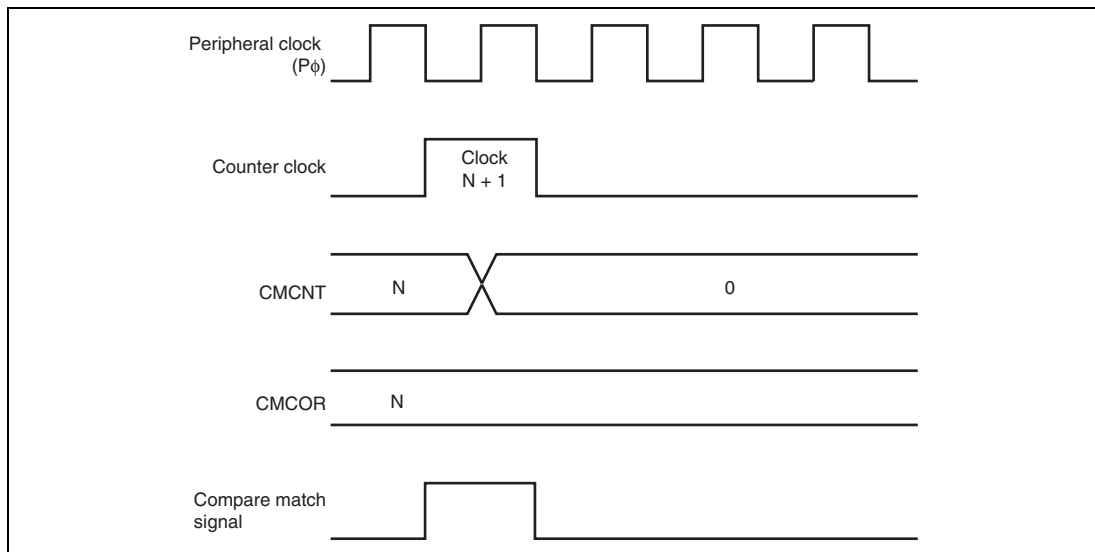 Peripheral clock
(Pϕ)
Counter clock
Clock
N + 1
CMCNT
N
0
CMCOR
N
Compare match
signal